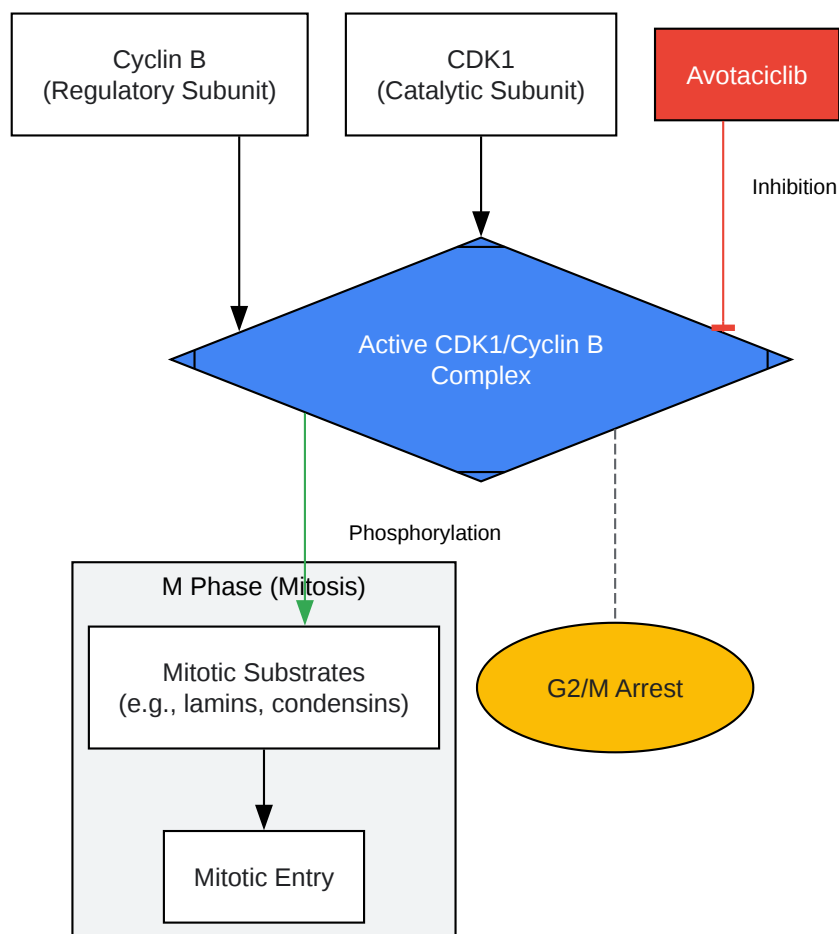 Cyclin B
(Regulatory Subunit)
CDK1
(Catalytic Subunit)
Avotaciclib
Inhibition
Active CDK1/Cyclin B
Complex
Phosphorylation
M Phase (Mitosis)
Mitotic Substrates
(e.g., lamins, condensins)
G2/M Arrest
Mitotic Entry